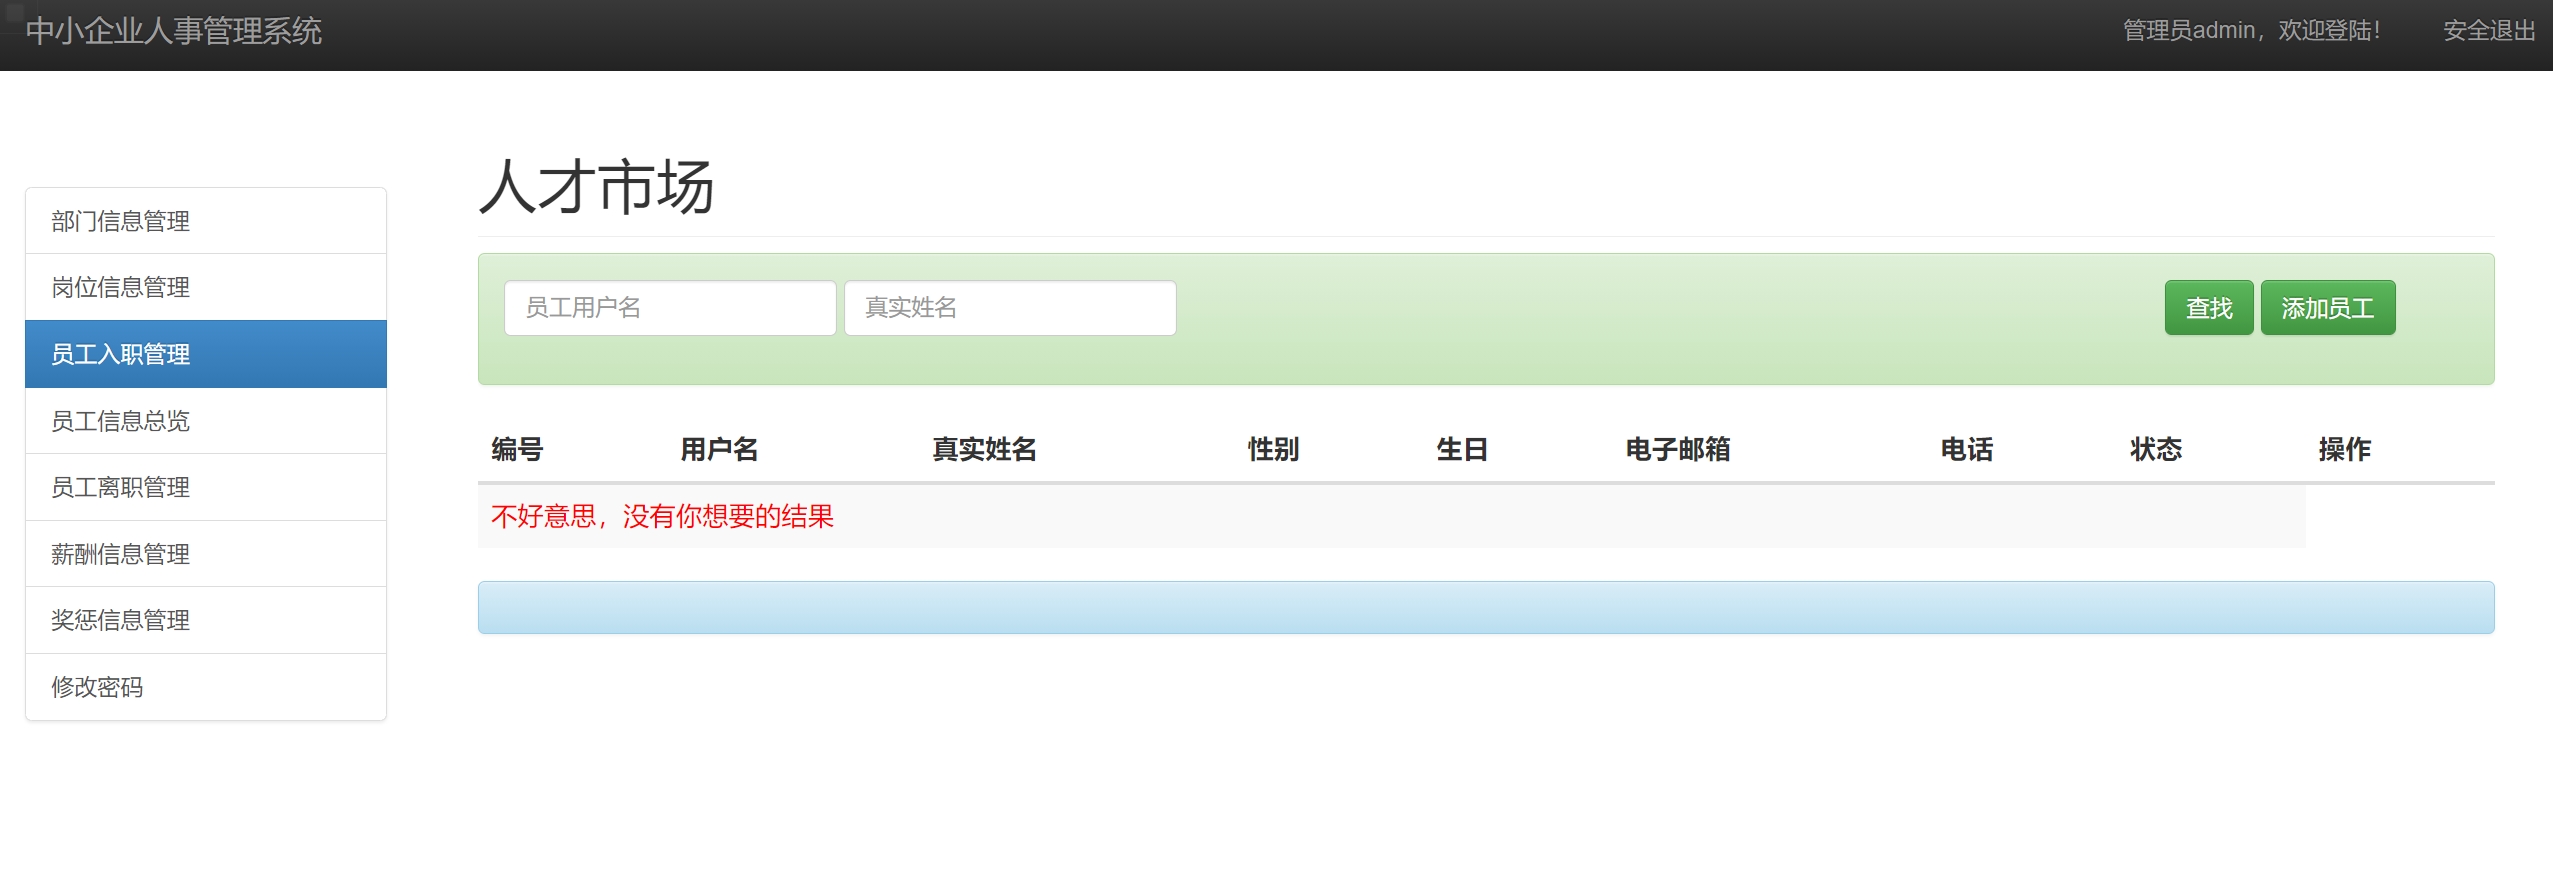 中小企业人事管理系统
管理员admin，欢迎登陆！ 安全退出
部门信息管理
岗位信息管理
员工入职管理
员工信息总览
员工离职管理
薪酬信息管理
奖惩信息管理
修改密码
人才市场
员工用户名 真实姓名 查找 添加员工
编号 用户名 真实姓名 性别 生日 电子邮箱 电话 状态 操作
不好意思，没有你想要的结果